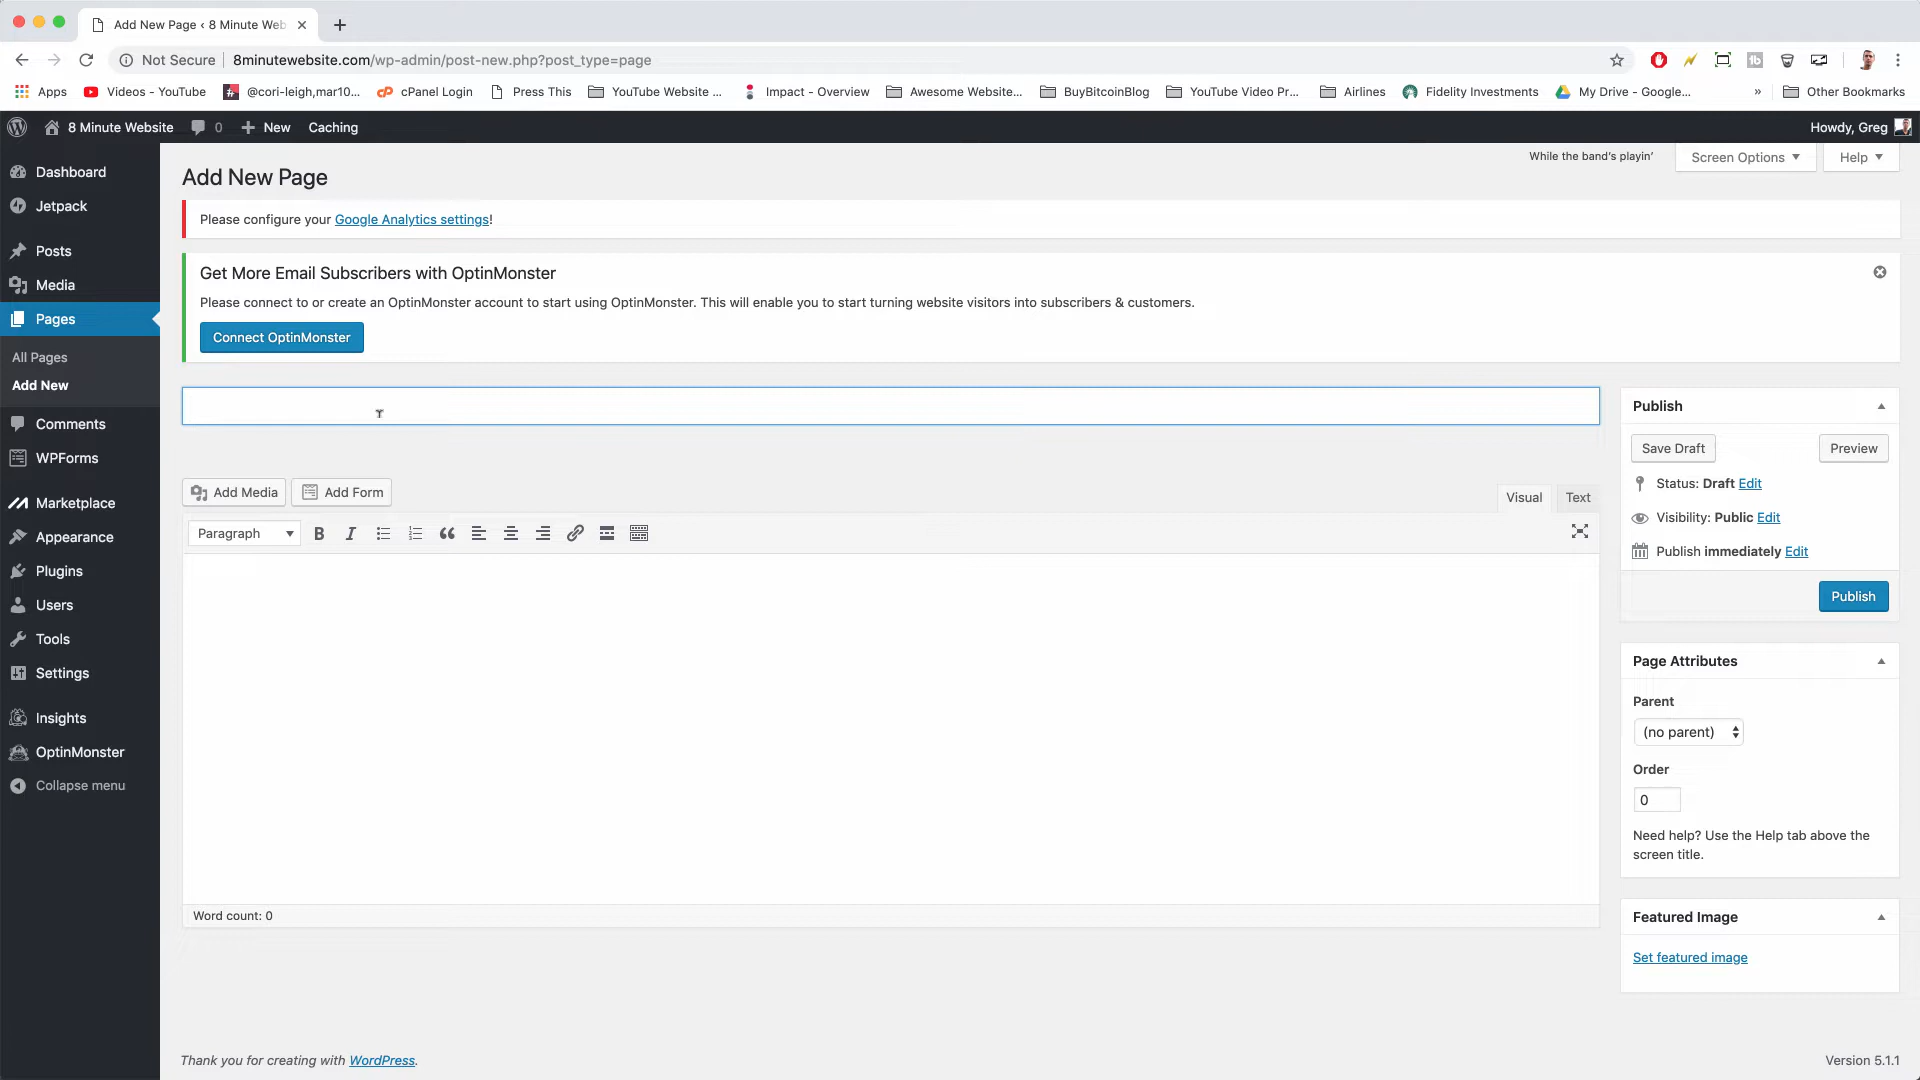 Add New Page ‹ 8 Minute Web
Not Secure
8minutewebsite.com/wp-admin/post-new.php?post_type=page
Apps
Videos - YouTube
@cori-leigh,mar10...
cPanel Login
Press This
YouTube Website ...
Impact - Overview
Awesome Website...
BuyBitcoinBlog
YouTube Video Pr...
Airlines
Fidelity Investments
My Drive - Google...
»
Other Bookmarks
8 Minute Website
0
New
Caching
Howdy, Greg
Dashboard
Jetpack
Posts
Media
Pages
All Pages
Add New
Comments
WPForms
Marketplace
Appearance
Plugins
Users
Tools
Settings
Insights
OptinMonster
Collapse menu
While the band's playin'
Screen Options
Help
Add New Page
Please configure your Google Analytics settings!
Get More Email Subscribers with OptinMonster
Please connect to or create an OptinMonster account to start using OptinMonster. This will enable you to start turning website visitors into subscribers & customers.
Connect OptinMonster
Add Media
Add Form
Visual
Text
Paragraph
B
I
Word count: 0
Publish
Save Draft
Preview
Status: Draft Edit
Visibility: Public Edit
Publish immediately Edit
Publish
Page Attributes
Parent
(no parent)
Order
0
Need help? Use the Help tab above the
screen title.
Featured Image
Set featured image
Thank you for creating with WordPress.
Version 5.1.1